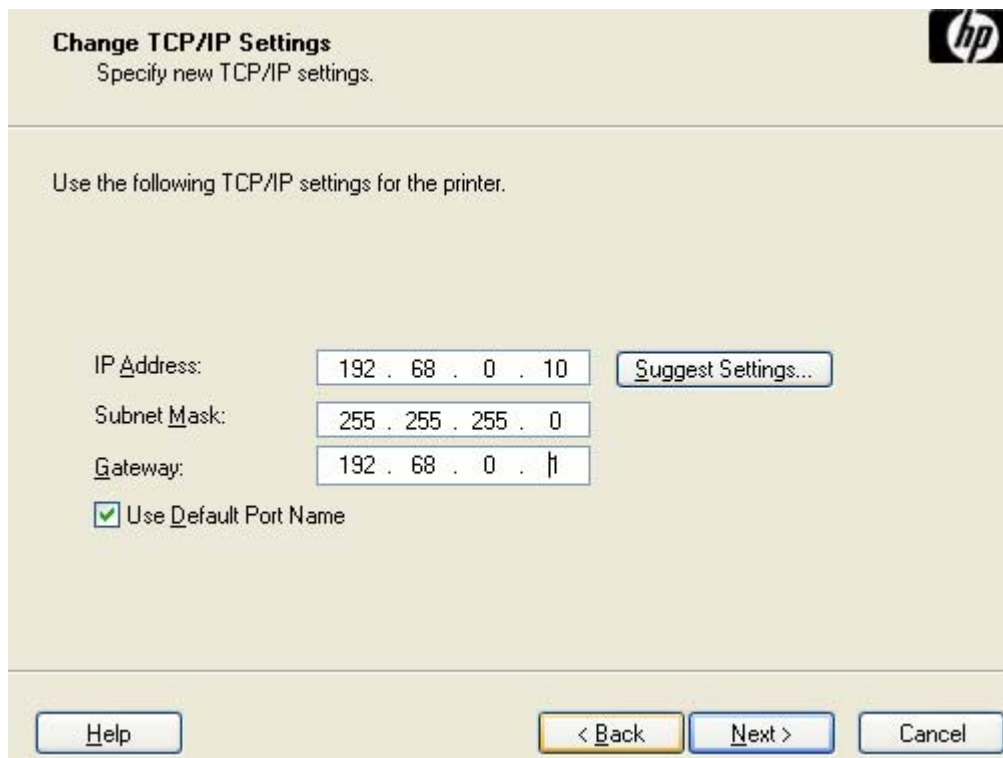 Change TCP/IP Settings
Specify new TCP/IP settings.
hp
Use the following TCP/IP settings for the printer.
IP Address: 192 . 68 . 0 . 10 Suggest Settings...
Subnet Mask: 255 . 255 . 255 . 0
Gateway: 192 . 68 . 0 . 1
Use Default Port Name
Help < Back Next > Cancel